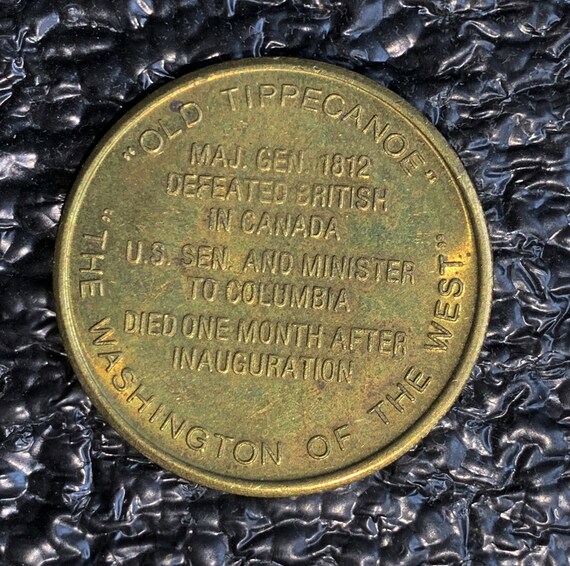 "OLD TIPPECANOE"
MAJ. GEN. 1812
DEFEATED BRITISH
IN CANADA
U.S. SEN. AND MINISTER
TO COLUMBIA
DIED ONE MONTH AFTER
INAUGURATION
"THE WASHINGTON OF THE WEST."